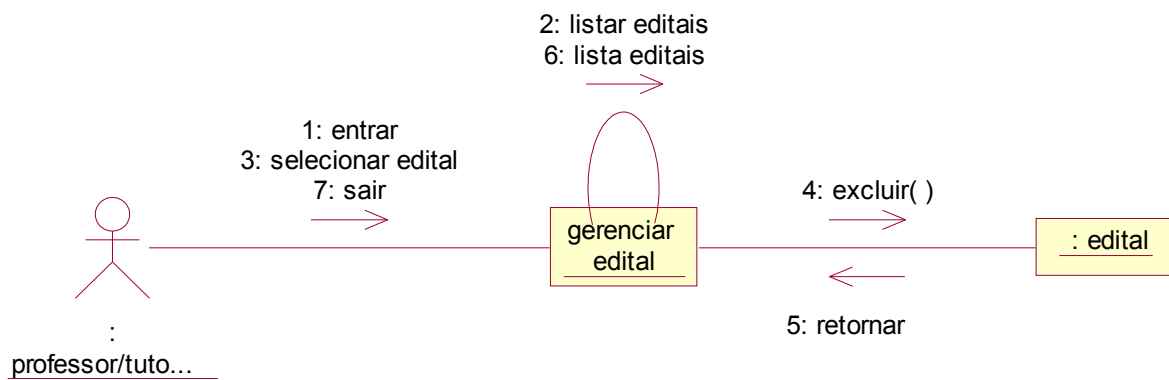 2: listar editais
6: lista editais
1: entrar
3: selecionar edital
7: sair
4: excluir( )
gerenciar
edital
: edital
5: retornar
:
professor/tuto...